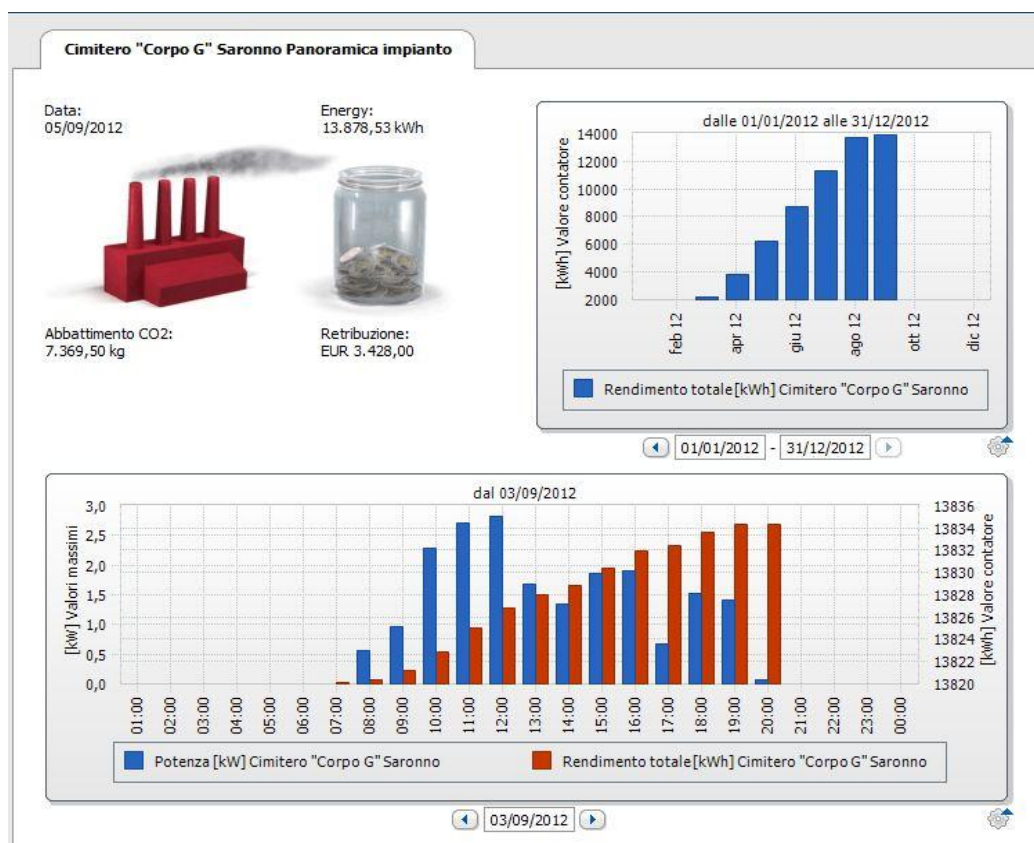 Cimitero "Corpo G" Saronno Panoramica impianto
Data:
05/09/2012
Energy:
13.878,53 kWh
Abbattimento CO2:
7.369,50 kg
Retribuzione:
EUR 3.428,00
dalle 01/01/2012 alle 31/12/2012
[kWh] Valore contatore
14000
12000
10000
8000
6000
4000
2000
feb 12
apr 12
giu 12
ago 12
ott 12
dic 12
Rendimento totale[kWh] Cimitero "Corpo G" Saronno
01/01/2012 - 31/12/2012
dal 03/09/2012
[kW] Valori massimi
3,0
2,5
2,0
1,5
1,0
0,5
0,0
13836
13834
13832
13830
13828
13826
13824
13822
13820
[kWh] Valore contatore
01:00
02:00
03:00
04:00
05:00
06:00
07:00
08:00
09:00
10:00
11:00
12:00
13:00
14:00
15:00
16:00
17:00
18:00
19:00
20:00
21:00
22:00
23:00
00:00
Potenza [kW] Cimitero "Corpo G" Saronno
Rendimento totale[kWh] Cimitero "Corpo G" Saronno
03/09/2012